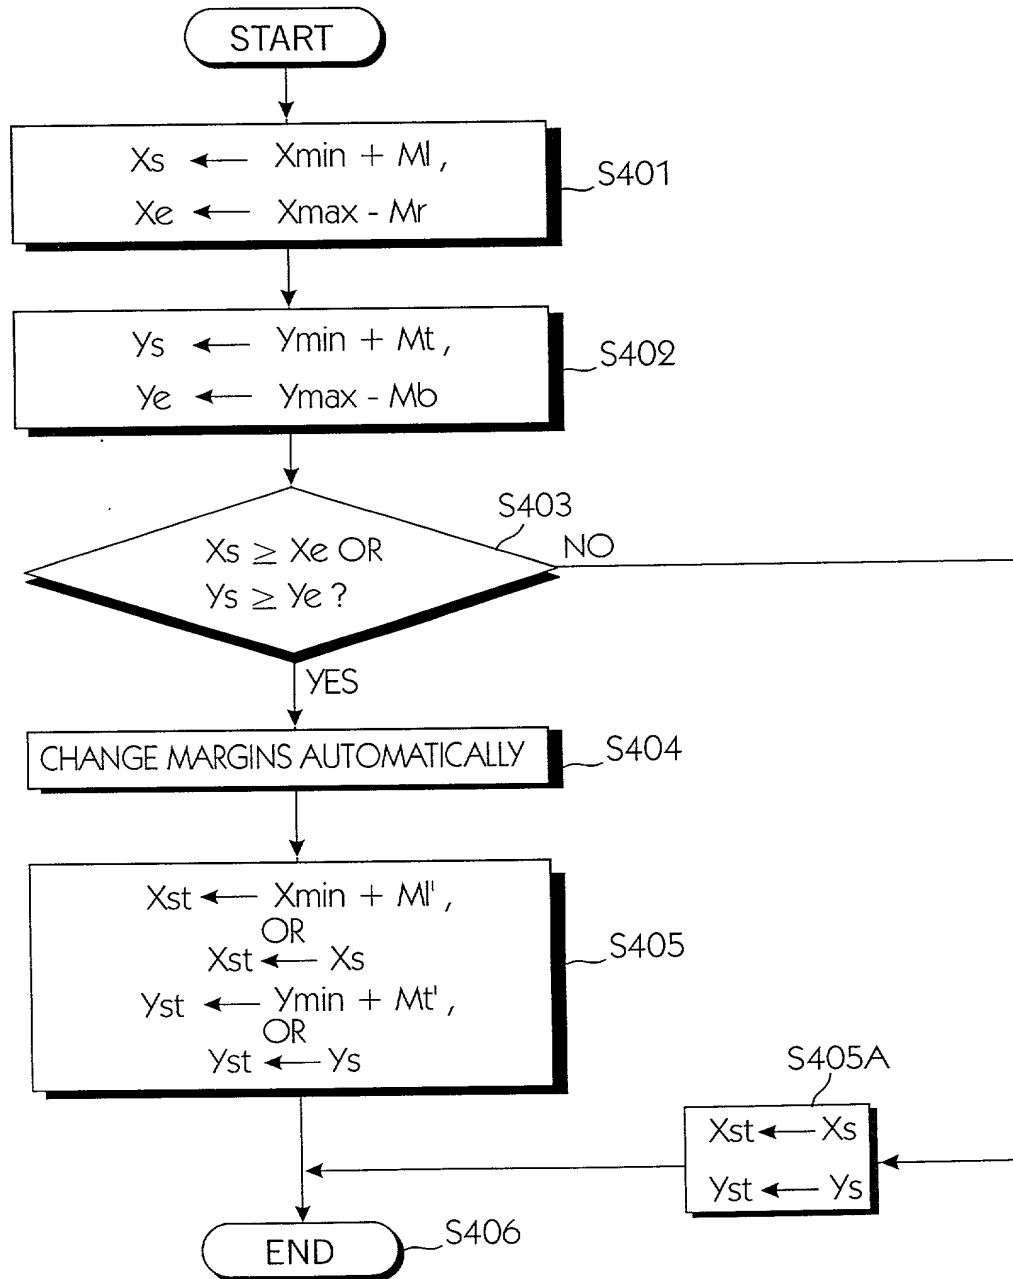 START
Xs ← Xmin + Ml ,
Xe ← Xmax - Mr
S401
Ys ← Ymin + Mt ,
Ye ← Ymax - Mb
S402
S403
Xs ≥ Xe OR
Ys ≥ Ye ?
NO
YES
CHANGE MARGINS AUTOMATICALLY
S404
Xst ← Xmin + Ml' ,
OR
Xst ← Xs
Yst ← Ymin + Mt' ,
OR
Yst ← Ys
S405
S405A
Xst ← Xs
Yst ← Ys
END
S406